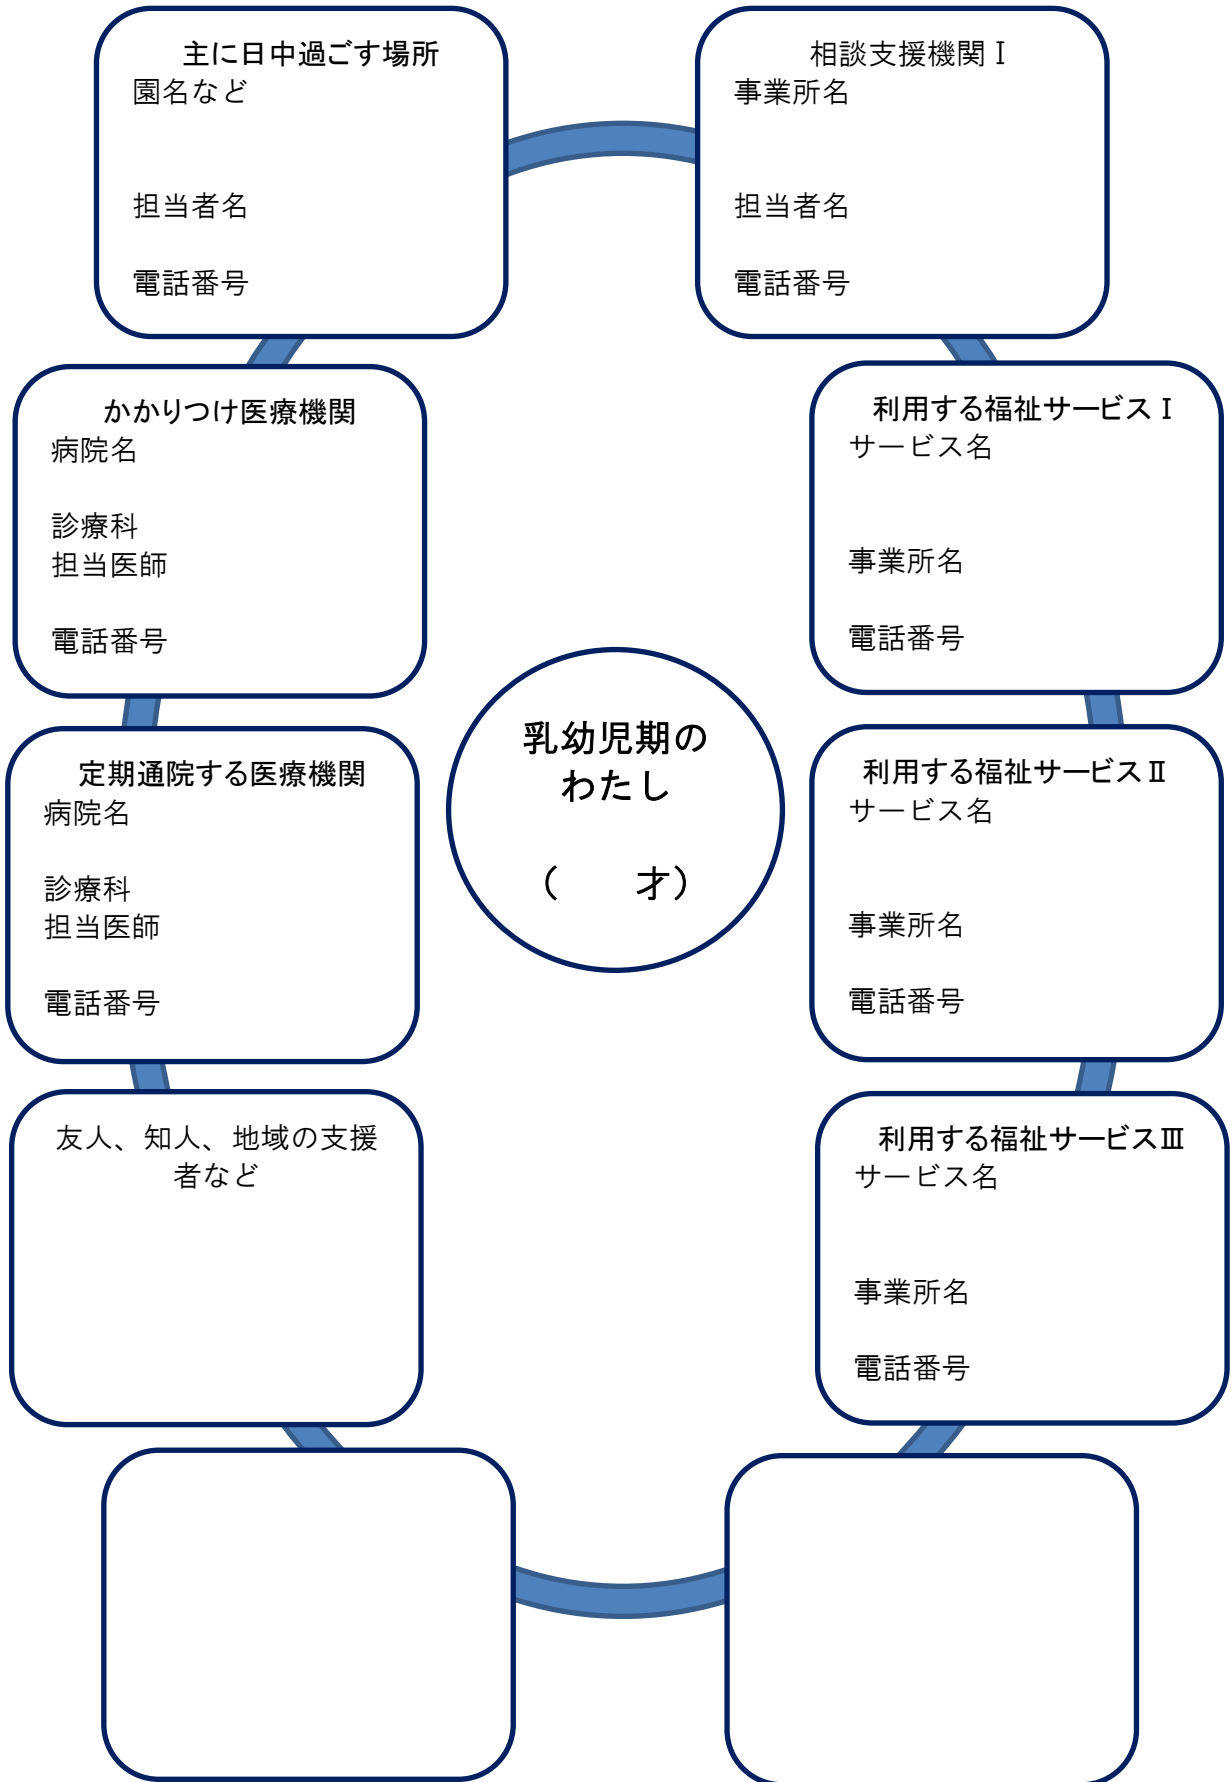 主に日中過ごす場所
園名など
担当者名
電話番号
相談支援機関Ⅰ
事業所名
担当者名
電話番号
かかりつけ医療機関
病院名
診療科
担当医師
電話番号
利用する福祉サービスⅠ
サービス名
事業所名
電話番号
乳幼児期の
わたし
（　　才）
定期通院する医療機関
病院名
診療科
担当医師
電話番号
利用する福祉サービスⅡ
サービス名
事業所名
電話番号
友人、知人、地域の支援
者など
利用する福祉サービスⅢ
サービス名
事業所名
電話番号